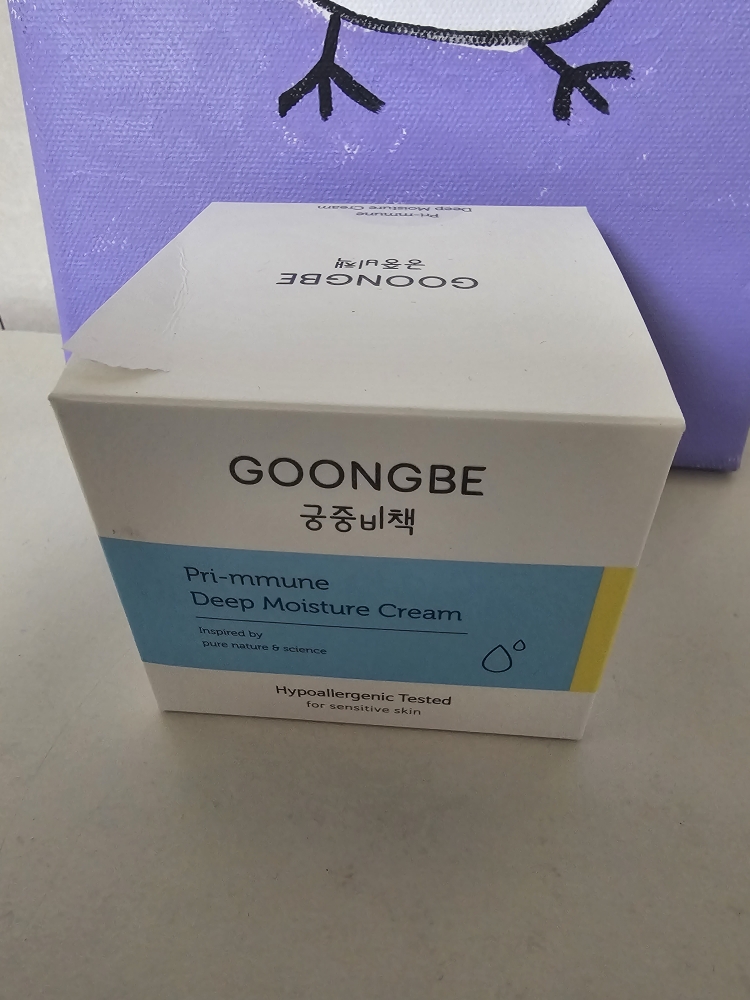 Pri-mmune
Deep Moisture Cream
궁중비책
GOONGBE
GOONGBE
궁중비책
Pri-mmune
Deep Moisture Cream
Inspired by
pure nature & science
Hypoallergenic Tested
for sensitive skin